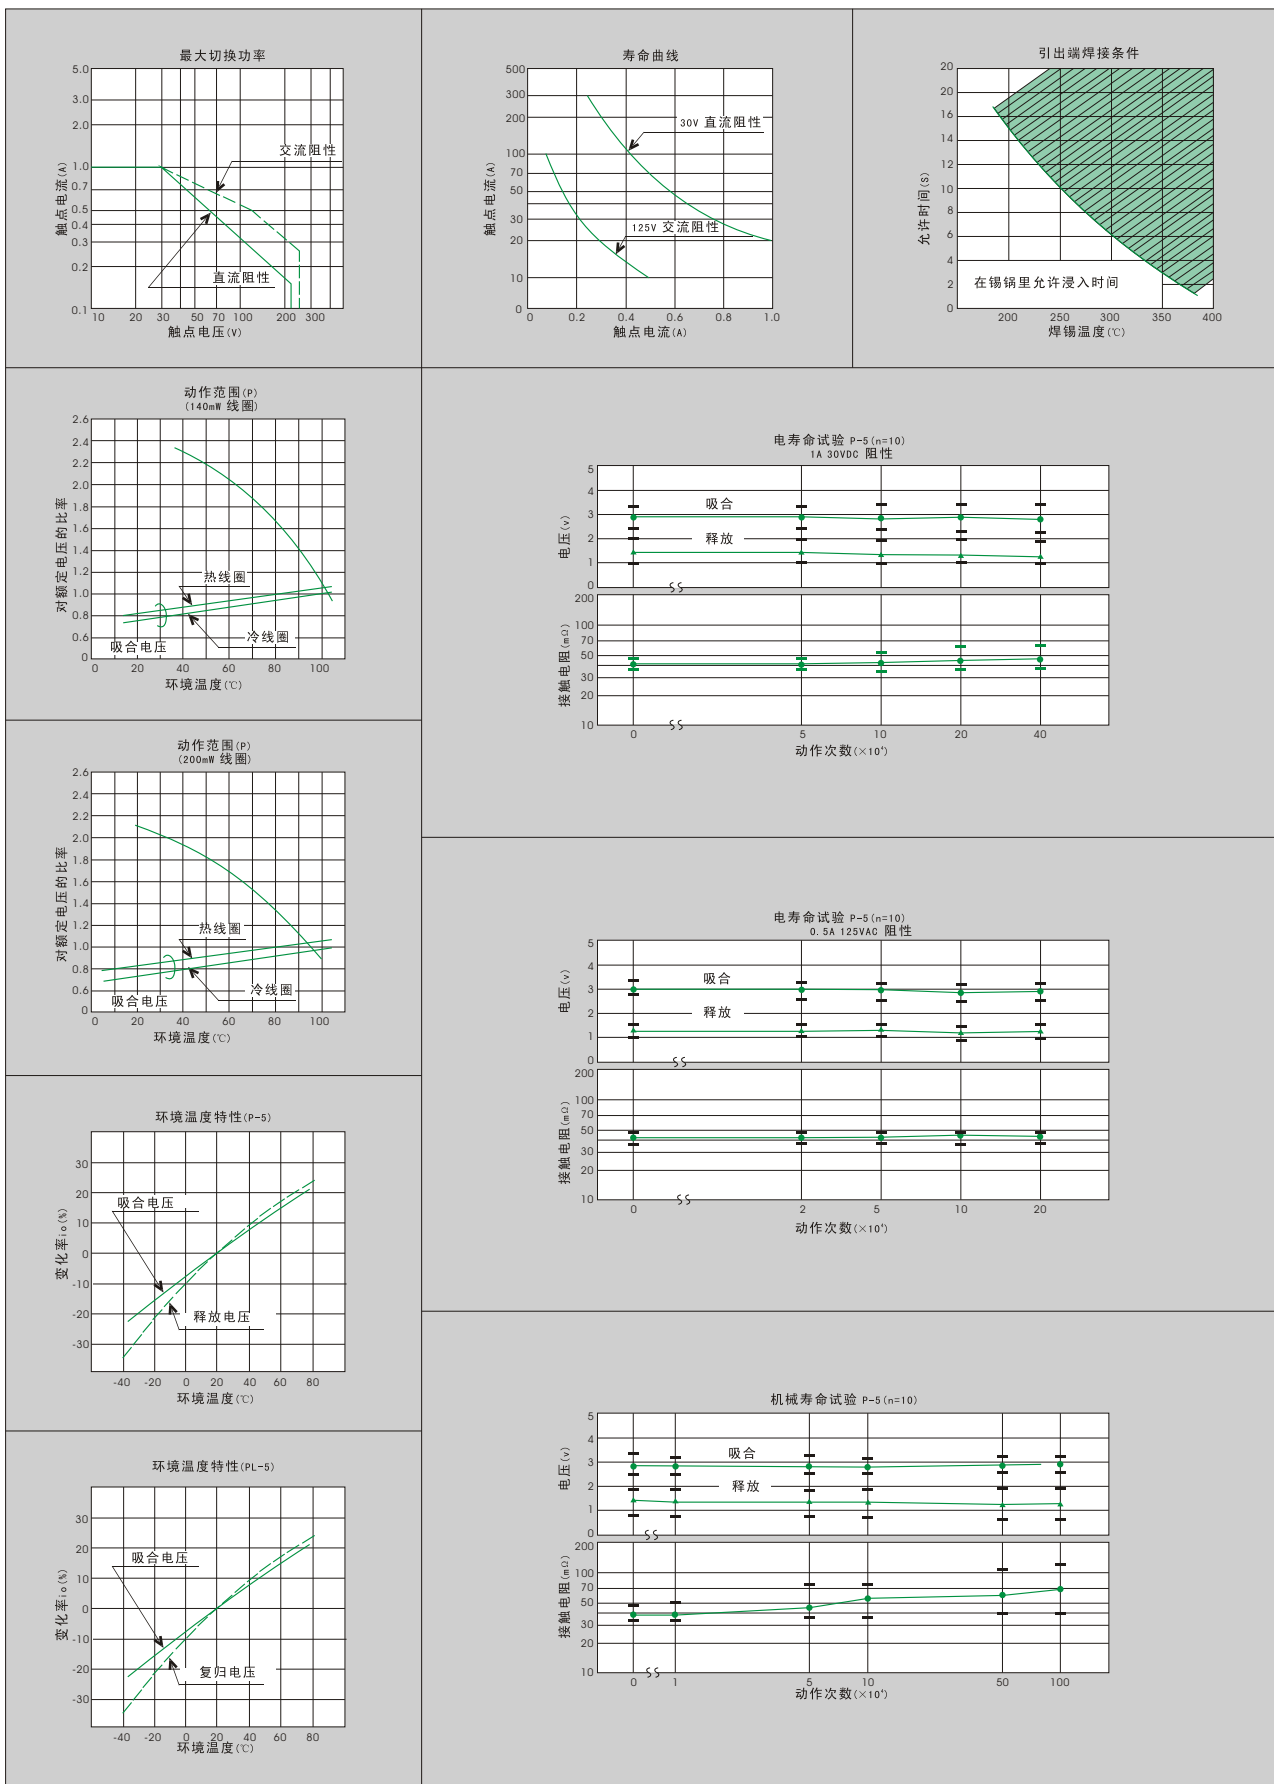 最大切换功率
5.0
3.0
2.0
1.0
0.7
0.5
0.4
0.3
0.2
0.1
触点电流(A)
交流阻性
直流阻性
10 20 30 50 70 100 200 300
触点电压(V)
寿命曲线
500
300
200
100
70
50
30
20
10
0
触点电流(A)
30V 直流阻性
125V 交流阻性
0 0.2 0.4 0.6 0.8 1.0
触点电流(A)
引出端焊接条件
20
20
16
14
12
10
8
6
4
2
0
允许时间(S)
在锡锅里允许浸入时间
200 250 300 350 400
焊锡温度(℃)
动作范围(P)
(140mW 线圈)
2.6
2.4
2.2
2.0
1.8
1.6
1.4
1.2
1.0
0.8
0.6
0
对额定电压的比率
热线圈
冷线圈
吸合电压
0 20 40 60 80 100
环境温度(℃)
电寿命试验 P-5(n=10)
1A 30VDC 阻性
5
4
3
2
1
0
电压(v)
吸合
释放
200
100
70
50
30
20
10
接触电阻(mΩ)
0 5 10 20 40
动作次数(×10⁴)
动作范围(P)
(200mW 线圈)
2.6
2.4
2.2
2.0
1.8
1.6
1.4
1.2
1.0
0.8
0.6
0
对额定电压的比率
热线圈
冷线圈
吸合电压
0 20 40 60 80 100
环境温度(℃)
电寿命试验 P-5(n=10)
0.5A 125VAC 阻性
5
4
3
2
1
0
电压(v)
吸合
释放
200
100
70
50
30
20
10
接触电阻(mΩ)
0 2 5 10 20
动作次数(×10⁴)
环境温度特性(P-5)
30
20
10
0
-10
-20
-30
变化率io(%)
吸合电压
释放电压
-40 -20 0 20 40 60 80
环境温度(℃)
机械寿命试验 P-5(n=10)
5
4
3
2
1
0
电压(v)
吸合
释放
200
100
70
50
30
20
10
接触电阻(mΩ)
0 1 5 10 50 100
动作次数(×10⁴)
环境温度特性(PL-5)
30
20
10
0
-10
-20
-30
变化率io(%)
吸合电压
复归电压
-40 -20 0 20 40 60 80
环境温度(℃)